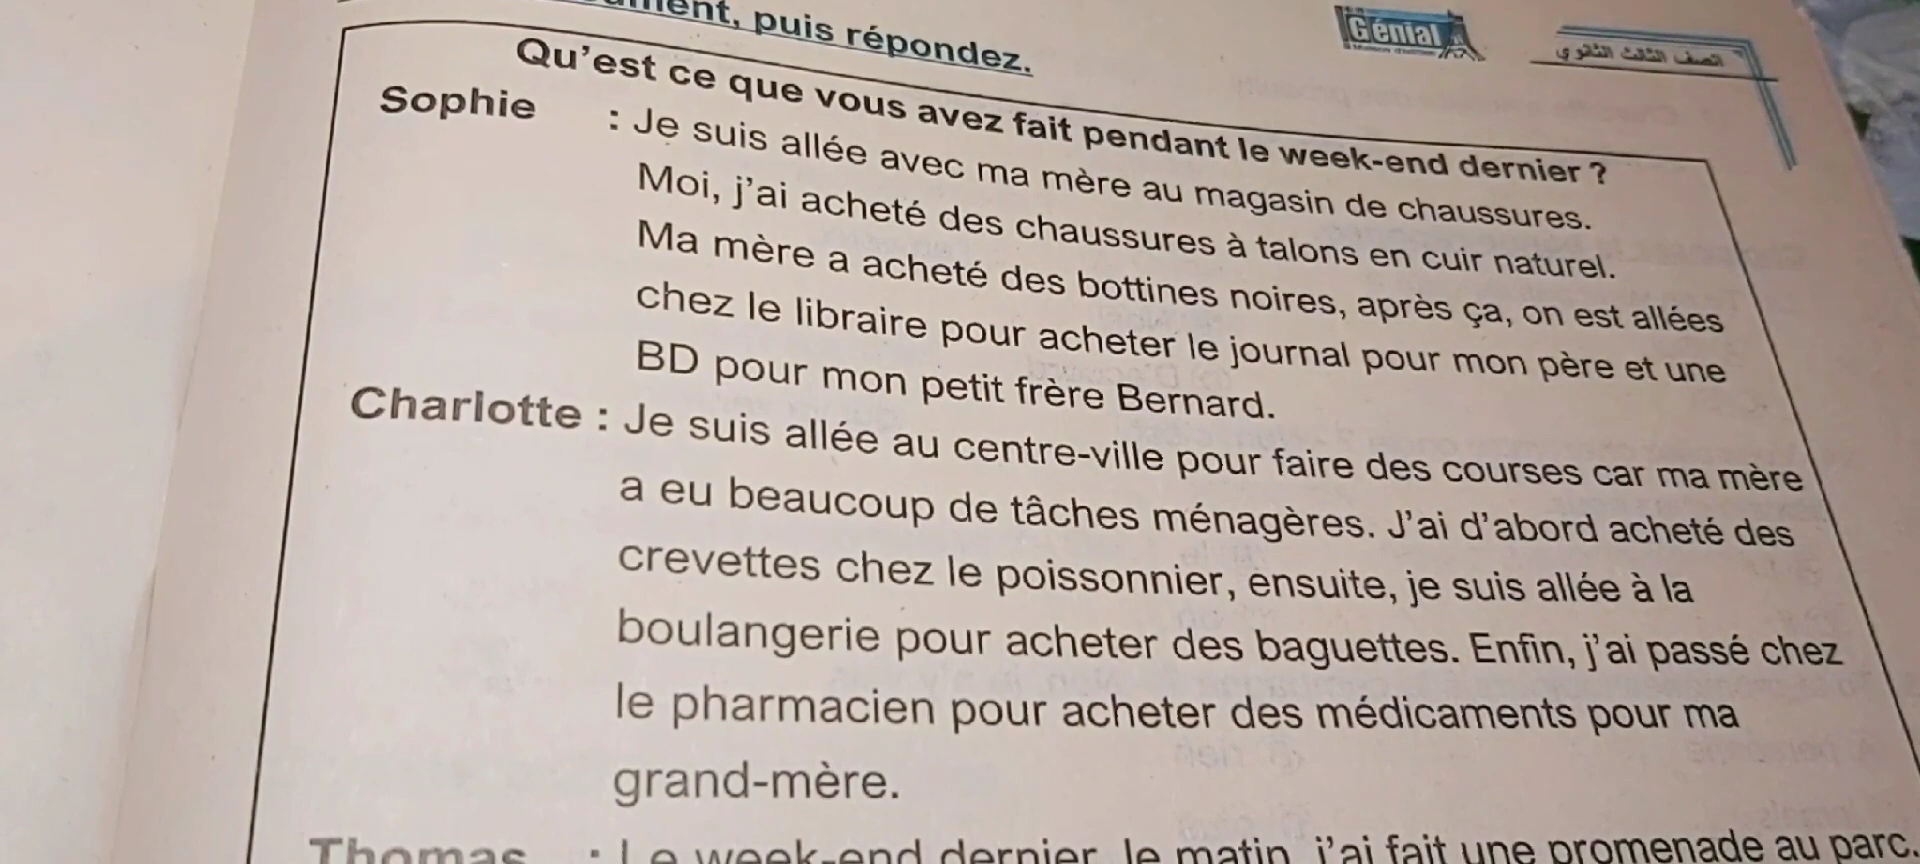 puis répondez.
Génial
الصف الثالث الثانوي
Qu'est ce que vous avez fait pendant le week-end dernier ?
Sophie : Je suis allée avec ma mère au magasin de chaussures.
Moi, j'ai acheté des chaussures à talons en cuir naturel.
Ma mère a acheté des bottines noires, après ça, on est allées
chez le libraire pour acheter le journal pour mon père et une
BD pour mon petit frère Bernard.
Charlotte : Je suis allée au centre-ville pour faire des courses car ma mère
a eu beaucoup de tâches ménagères. J'ai d'abord acheté des
crevettes chez le poissonnier, ensuite, je suis allée à la
boulangerie pour acheter des baguettes. Enfin, j'ai passé chez
le pharmacien pour acheter des médicaments pour ma
grand-mère.
Thomas : Le week-end dernier, le matin, j'ai fait une promenade au parc.